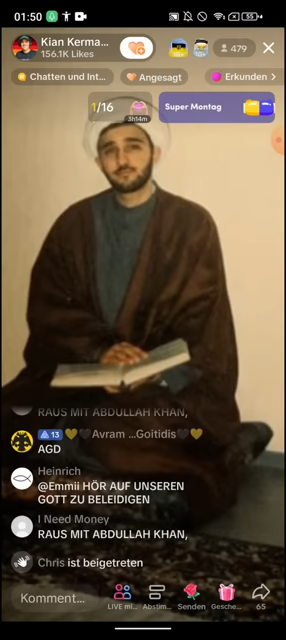 01:50
55
Kian Kerma...
156.1K Likes
479
Chatten und Int...
Angesagt
Erkunden >
1/16
3h14m
Super Montag
RAUS MIT ABDULLAH KHAN,
13 Avram ...Goitidis
AGD
Heinrich
@Emmii HÖR AUF UNSEREN
GOTT ZU BELEIDIGEN
I Need Money
RAUS MIT ABDULLAH KHAN,
Chris ist beigetreten
Komment...
LIVE mi...
Abstim...
Senden
Gesche...
65